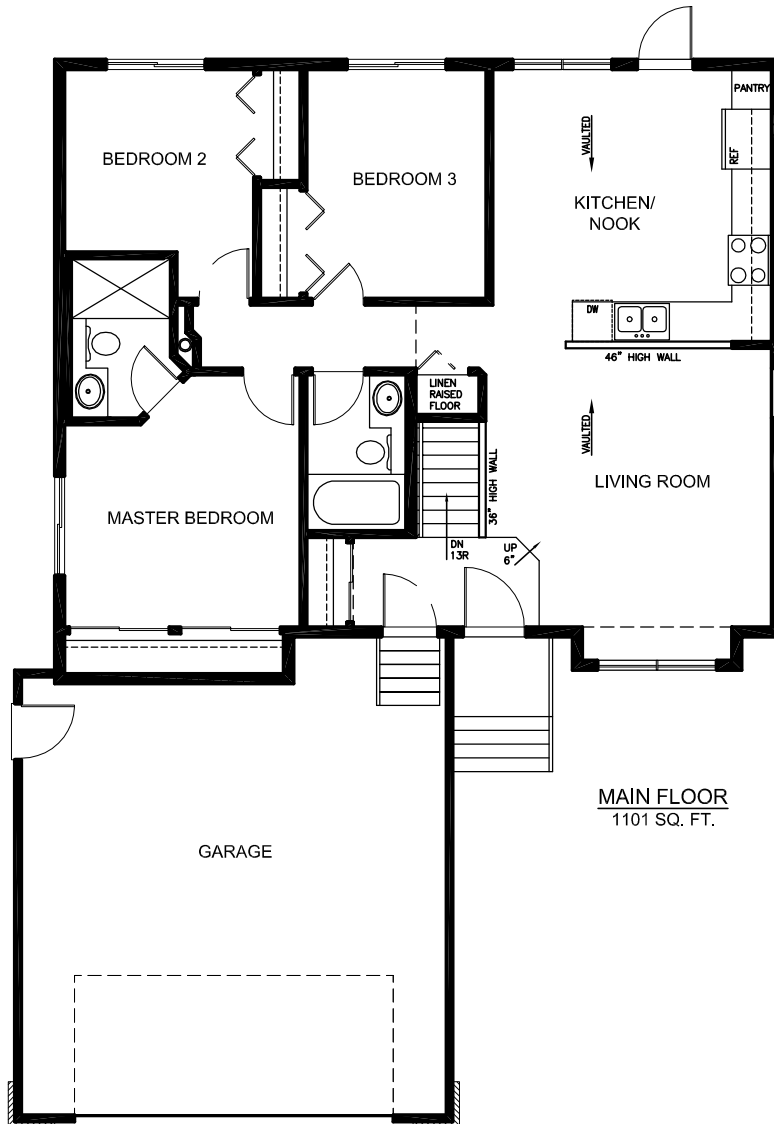 PANTRY
VAULTED
REF
BEDROOM 2
BEDROOM 3
KITCHEN/
NOOK
DW
46" HIGH WALL
LINEN
RAISED
FLOOR
VAULTED
36" HIGH WALL
LIVING ROOM
MASTER BEDROOM
DN
13R
UP
6"
MAIN FLOOR
1101 SQ. FT.
GARAGE